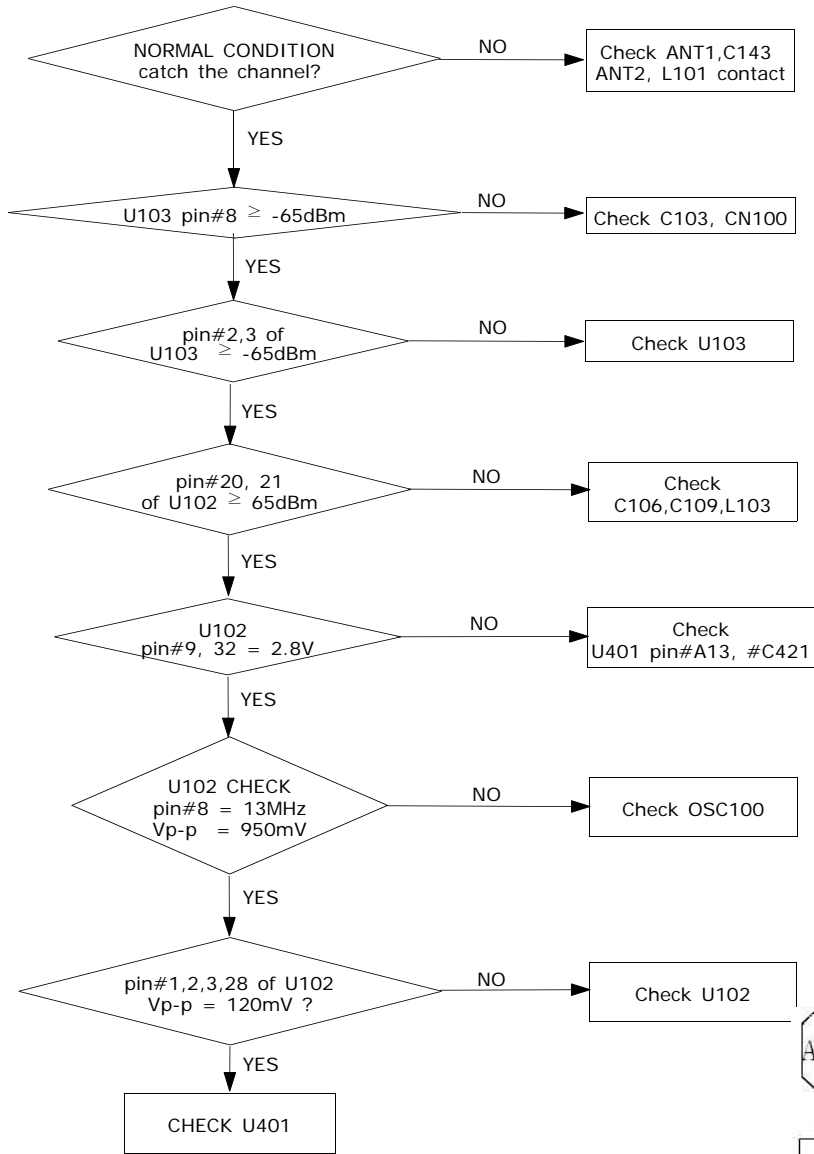 NORMAL CONDITION
catch the channel?
NO
Check ANT1,C143
ANT2, L101 contact
YES
U103 pin#8 ≥ -65dBm
NO
Check C103, CN100
YES
pin#2,3 of
U103 ≥ -65dBm
NO
Check U103
YES
pin#20, 21
of U102 ≥ 65dBm
NO
Check
C106,C109,L103
YES
U102
pin#9, 32 = 2.8V
NO
Check
U401 pin#A13, #C421
YES
U102 CHECK
pin#8 = 13MHz
Vp-p = 950mV
NO
Check OSC100
YES
pin#1,2,3,28 of U102
Vp-p = 120mV ?
NO
Check U102
A
YES
CHECK U401